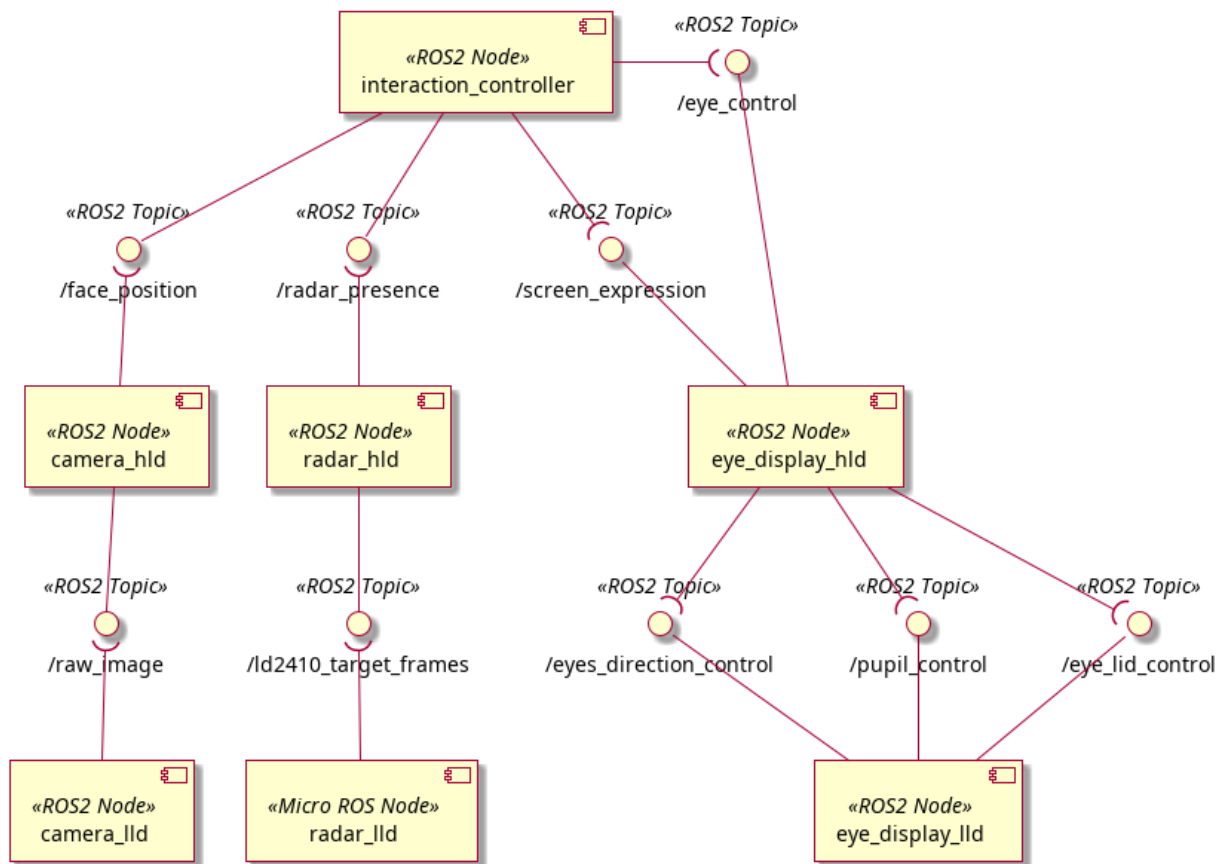 «ROS2 Topic»
«ROS2 Node»
interaction_controller
/eye_control
«ROS2 Topic»
«ROS2 Topic»
«ROS2 Topic»
/face_position
/radar_presence
/screen_expression
«ROS2 Node»
camera_hld
«ROS2 Node»
radar_hld
«ROS2 Node»
eye_display_hld
«ROS2 Topic»
«ROS2 Topic»
«ROS2 Topic»
«ROS2 Topic»
«ROS2 Topic»
/raw_image
/ld2410_target_frames
/eyes_direction_control
/pupil_control
/eye_lid_control
«ROS2 Node»
camera_lld
«Micro ROS Node»
radar_lld
«ROS2 Node»
eye_display_lld